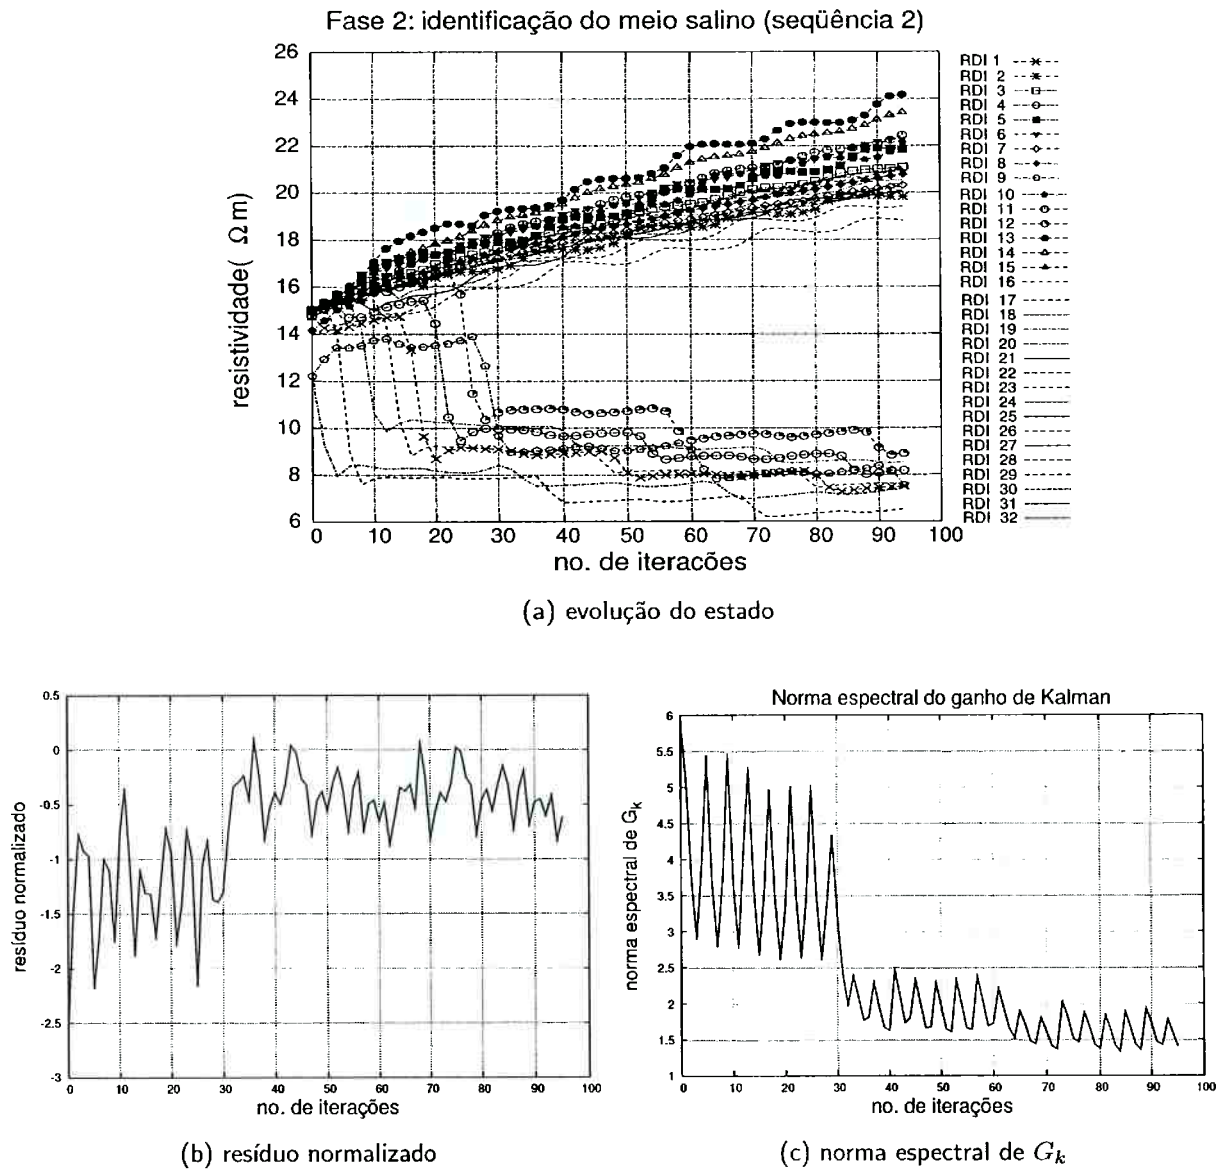 Fase 2: identificação do meio salino (seqüência 2)
26
24
22
20
18
16
14
12
10
8
6
resistividade( Ω m)
0 10 20 30 40 50 60 70 80 90 100
no. de iterações
RDI 1
RDI 2
RDI 3
RDI 4
RDI 5
RDI 6
RDI 7
RDI 8
RDI 9
RDI 10
RDI 11
RDI 12
RDI 13
RDI 14
RDI 15
RDI 16
RDI 17
RDI 18
RDI 19
RDI 20
RDI 21
RDI 22
RDI 23
RDI 24
RDI 25
RDI 26
RDI 27
RDI 28
RDI 29
RDI 30
RDI 31
RDI 32
(a) evolução do estado
0.5
0
-0.5
-1
-1.5
-2
-2.5
-3
resíduo normalizado
0 10 20 30 40 50 60 70 80 90 100
no. de iterações
(b) resíduo normalizado
Norma espectral do ganho de Kalman
6
5.5
5
4.5
4
3.5
3
2.5
2
1.5
1
norma espectral de Gk
0 10 20 30 40 50 60 70 80 90 100
no. de iterações
(c) norma espectral de Gk